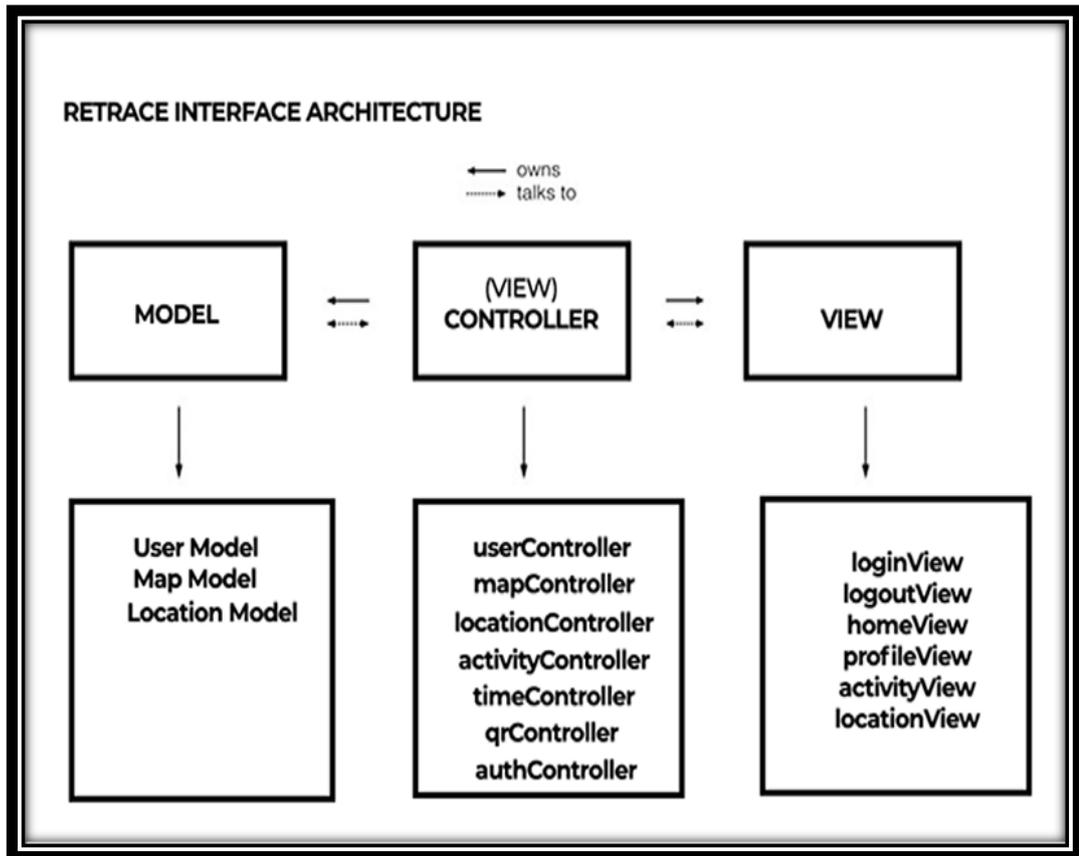 RETRACE INTERFACE ARCHITECTURE
owns
talks to
MODEL
(VIEW)
CONTROLLER
VIEW
User Model
Map Model
Location Model
userController
mapController
locationController
activityController
timeController
qrController
authController
loginView
logoutView
homeView
profileView
activityView
locationView